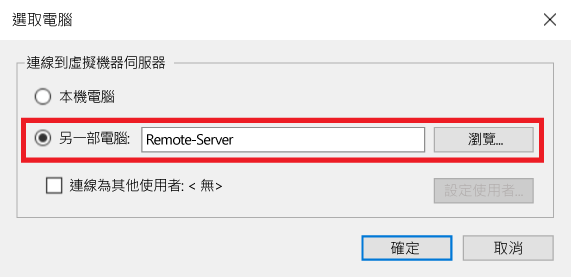 選取電腦
連線到虛擬機器伺服器
本機電腦
另一部電腦: Remote-Server 瀏覽...
連線為其他使用者: < 無> 設定使用者...
確定 取消